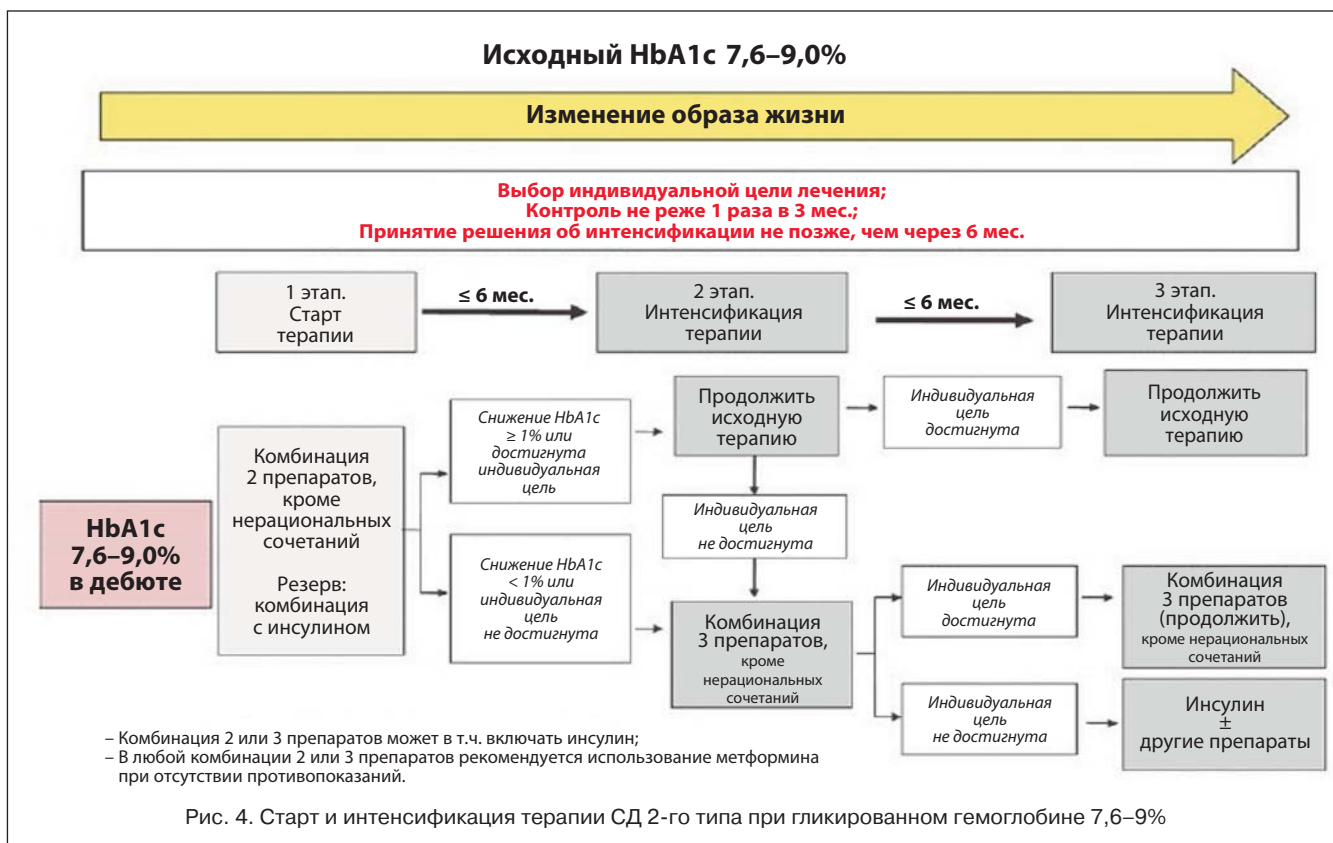 Исходный HbA1c 7,6–9,0%
Изменение образа жизни
Выбор индивидуальной цели лечения;
Контроль не реже 1 раза в 3 мес.;
Принятие решения об интенсификации не позже, чем через 6 мес.
1 этап.
Старт
терапии
≤ 6 мес.
2 этап.
Интенсификация
терапии
≤ 6 мес.
3 этап.
Интенсификация
терапии
HbA1c
7,6–9,0%
в дебюте
Комбинация
2 препаратов,
кроме
нерациональных
сочетаний
Резерв:
комбинация
с инсулином
Снижение HbA1c
≥ 1% или
достигнута
индивидуальная
цель
Продолжить
исходную
терапию
Индивидуальная
цель
достигнута
Продолжить
исходную
терапию
Индивидуальная
цель
не достигнута
Снижение HbA1c
< 1% или
индивидуальная
цель
не достигнута
Комбинация
3 препаратов,
кроме
нерациональных
сочетаний
Индивидуальная
цель
достигнута
Комбинация
3 препаратов
(продолжить),
кроме нерациональных
сочетаний
Индивидуальная
цель
не достигнута
Инсулин
±
другие препараты
– Комбинация 2 или 3 препаратов может в т.ч. включать инсулин;
– В любой комбинации 2 или 3 препаратов рекомендуется использование метформина
при отсутствии противопоказаний.
Рис. 4. Старт и интенсификация терапии СД 2-го типа при гликированном гемоглобине 7,6–9%